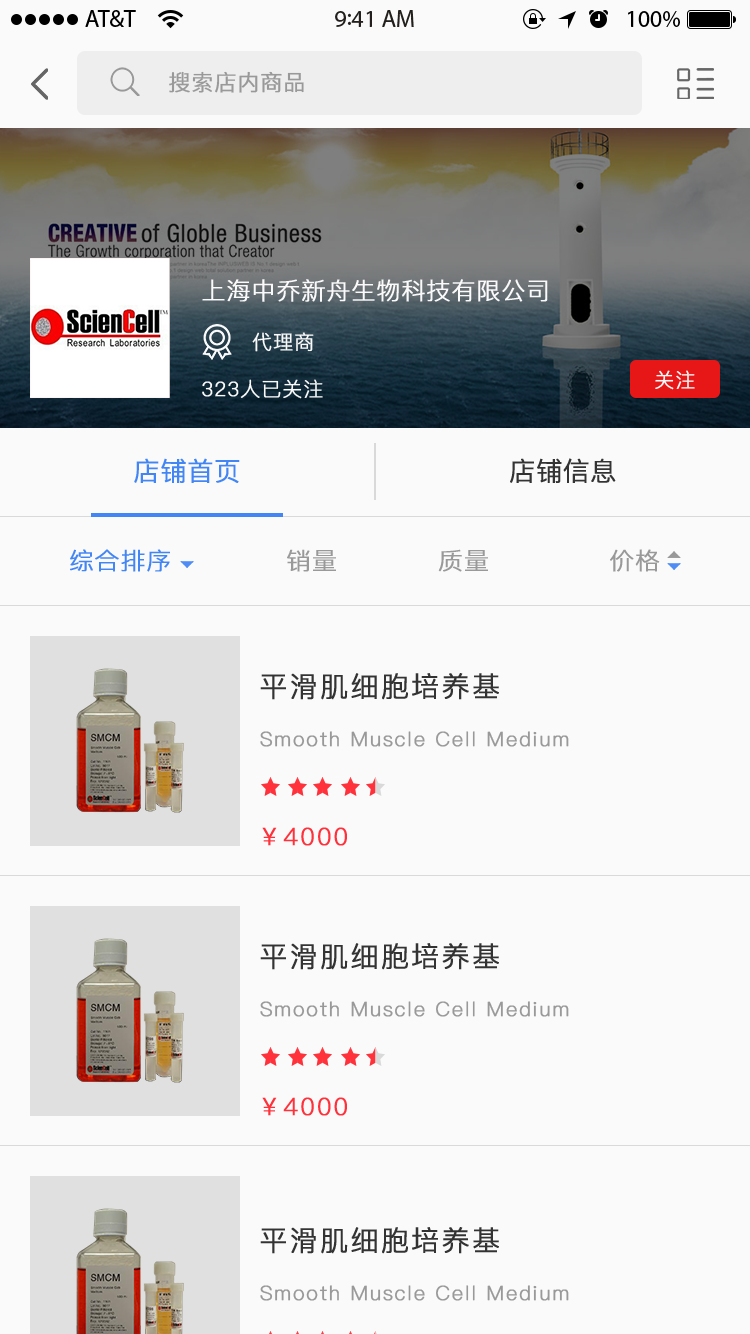 AT&T 9:41 AM 100%
搜索店内商品
CREATIVE of Globle Business
The Growth corporation that Creator
上海中乔新舟生物科技有限公司
ScienCell™
Research Laboratories
代理商
323人已关注
关注
店铺首页 店铺信息
综合排序 销量 质量 价格
SMCM
平滑肌细胞培养基
Smooth Muscle Cell Medium
¥4000
SMCM
平滑肌细胞培养基
Smooth Muscle Cell Medium
¥4000
SMCM
平滑肌细胞培养基
Smooth Muscle Cell Medium